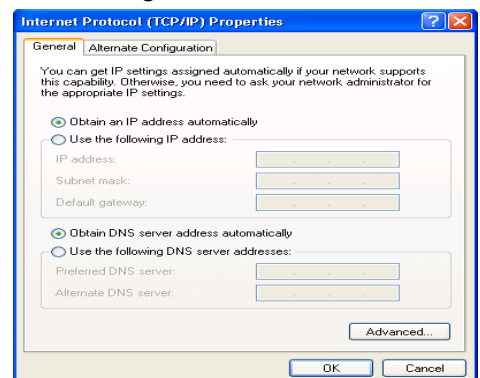 Internet Protocol (TCP/IP) Properties
General
Alternate Configuration
You can get IP settings assigned automatically if your network supports
this capability. Otherwise, you need to ask your network administrator for
the appropriate IP settings.
Obtain an IP address automatically
Use the following IP address:
IP address:
Subnet mask:
Default gateway:
Obtain DNS server address automatically
Use the following DNS server addresses:
Preferred DNS server:
Alternate DNS server:
Advanced...
OK
Cancel